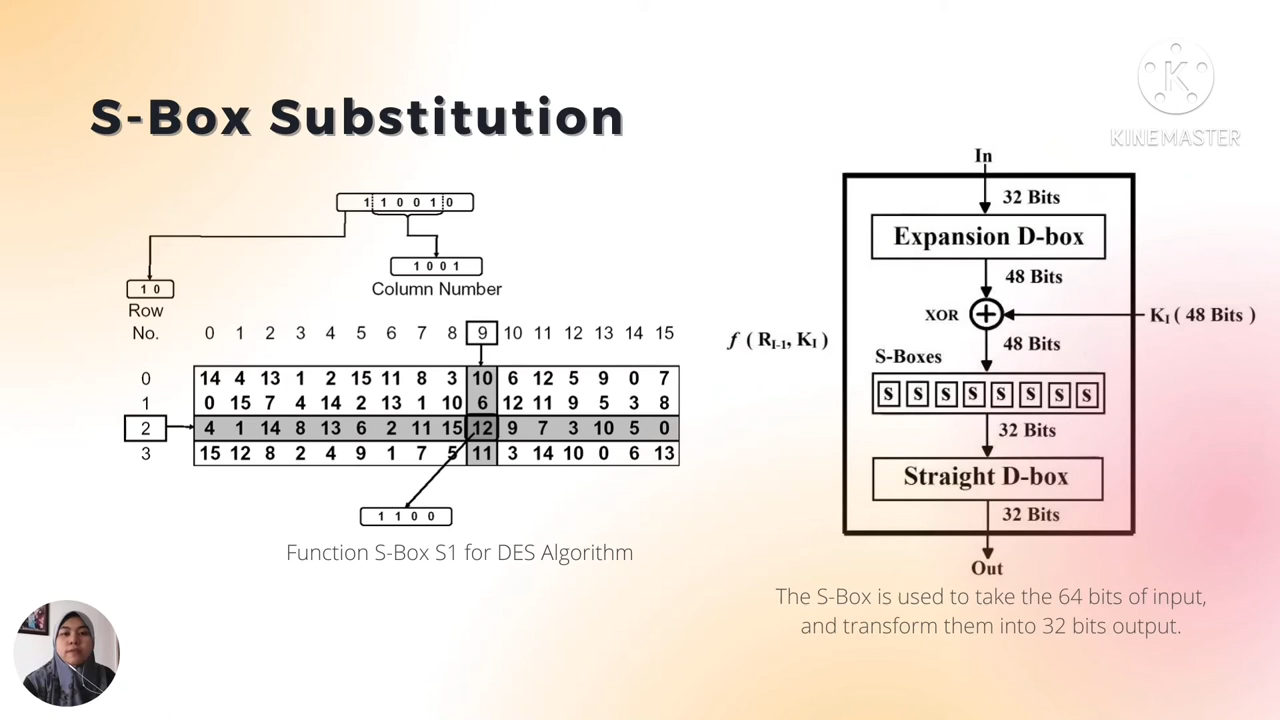 S-Box Substitution
KINEMASTER
1 1 0 0 1 0
1 0 0 1
Column Number
1 0
Row
No.
0 1 2 3 4 5 6 7 8 9 10 11 12 13 14 15
0 14 4 13 1 2 15 11 8 3 10 6 12 5 9 0 7
1 0 15 7 4 14 2 13 1 10 6 12 11 9 5 3 8
2 4 1 14 8 13 6 2 11 15 12 9 7 3 10 5 0
3 15 12 8 2 4 9 1 7 5 11 3 14 10 0 6 13
1 1 0 0
Function S-Box S1 for DES Algorithm
In
32 Bits
Expansion D-box
48 Bits
XOR
K_I ( 48 Bits )
48 Bits
f ( R_I-1, K_I )
S-Boxes
S S S S S S S S
32 Bits
Straight D-box
32 Bits
Out
The S-Box is used to take the 64 bits of input,
and transform them into 32 bits output.